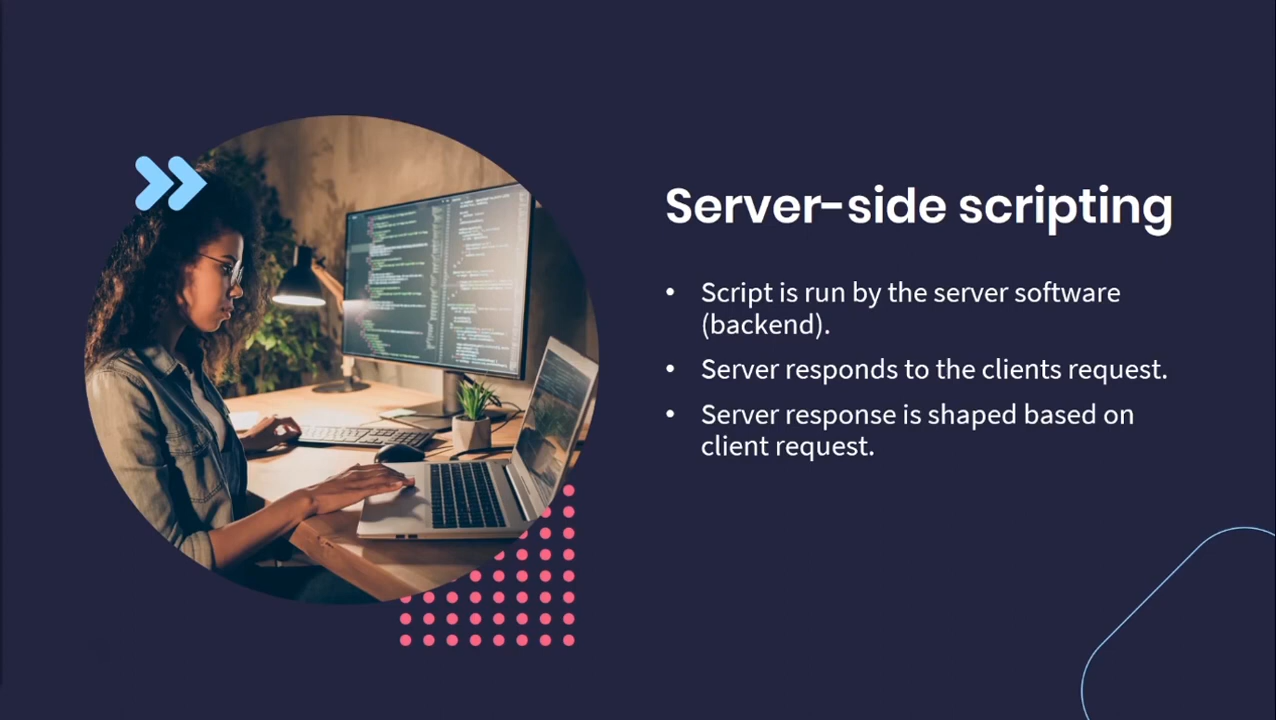 Server-side scripting
• Script is run by the server software
(backend).
• Server responds to the clients request.
• Server response is shaped based on
client request.